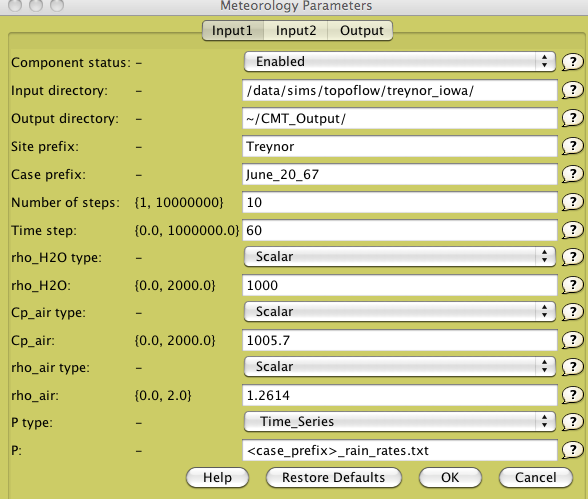 Meteorology Parameters
Input1 Input2 Output
Component status: – Enabled ?
Input directory: – /data/sims/topoflow/treynor_iowa/ ?
Output directory: – ~/CMT_Output/ ?
Site prefix: – Treynor ?
Case prefix: – June_20_67 ?
Number of steps: {1, 10000000} 10 ?
Time step: {0.0, 1000000.0} 60 ?
rho_H2O type: – Scalar ?
rho_H2O: {0.0, 2000.0} 1000 ?
Cp_air type: – Scalar ?
Cp_air: {0.0, 2000.0} 1005.7 ?
rho_air type: – Scalar ?
rho_air: {0.0, 2.0} 1.2614 ?
P type: – Time_Series ?
P: – <case_prefix>_rain_rates.txt ?
Help Restore Defaults OK Cancel